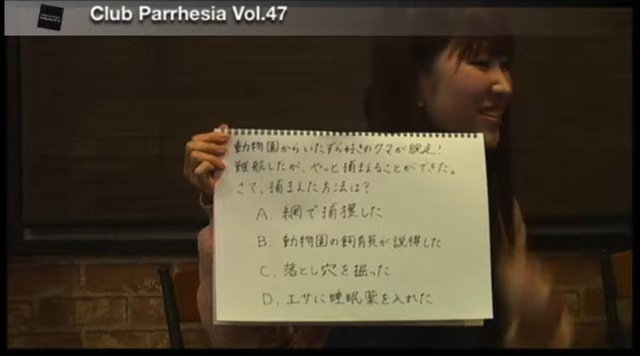 Club Parrhesia Vol.47
動物園からいたずら好きのクマが脱走!
難航したが、やっと捕まえることができた。
さて、捕まえた方法は?
A. 網で捕獲した
B. 動物園の飼育員が説得した
C. 落とし穴を掘った
D. エサに睡眠薬を入れた